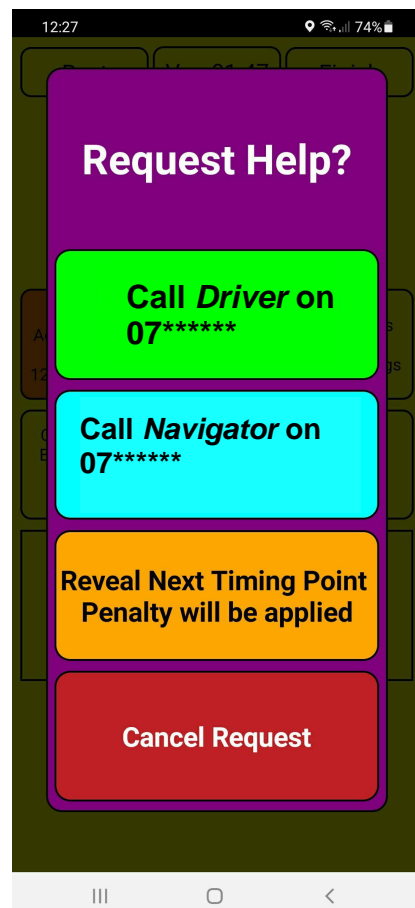 12:27
74%
Request Help?
Call Driver on
07******
Call Navigator on
07******
Reveal Next Timing Point
Penalty will be applied
Cancel Request